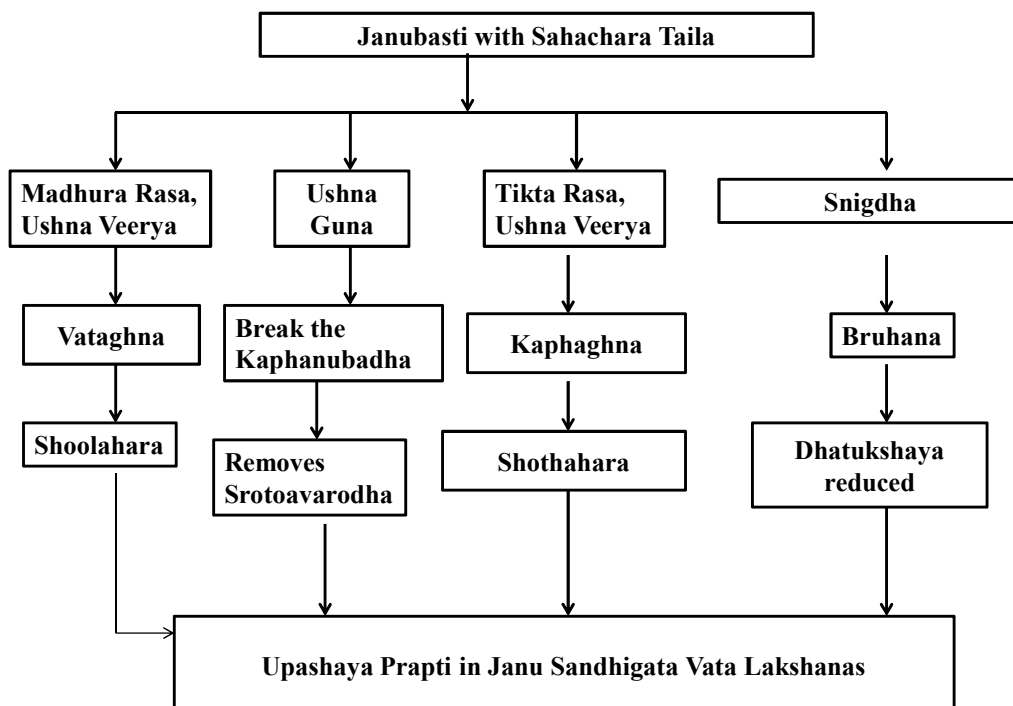 Janubasti with Sahachara Taila
Madhura Rasa,
Ushna Veerya
Ushna
Guna
Tikta Rasa,
Ushna Veerya
Snigdha
Vataghna
Break the
Kaphanubadha
Kaphaghna
Bruhana
Shoolahara
Removes
Srotoavarodha
Shothahara
Dhatukshaya
reduced
Upashaya Prapti in Janu Sandhigata Vata Lakshanas